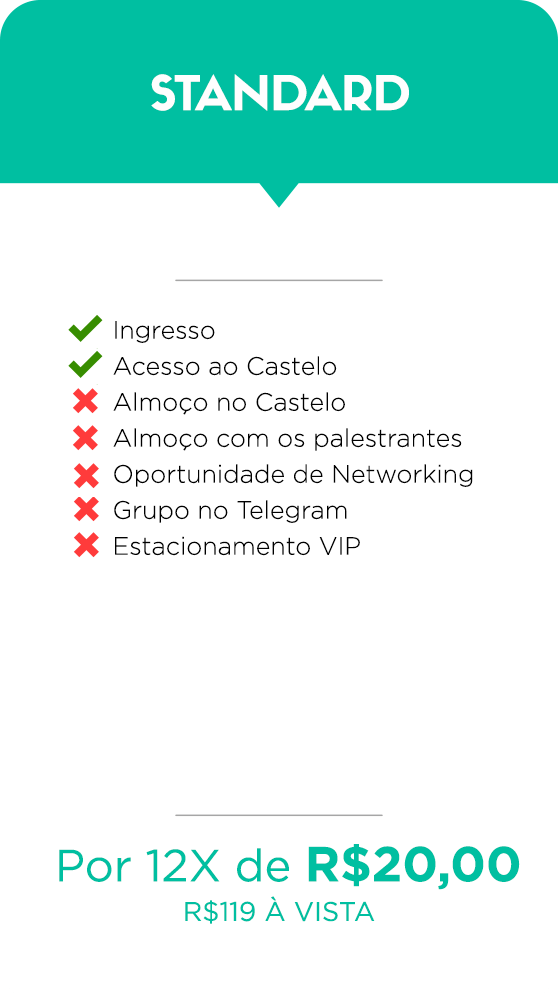 STANDARD
Ingresso
Acesso ao Castelo
Almoço no Castelo
Almoço com os palestrantes
Oportunidade de Networking
Grupo no Telegram
Estacionamento VIP
Por 12X de R$20,00
R$119 À VISTA